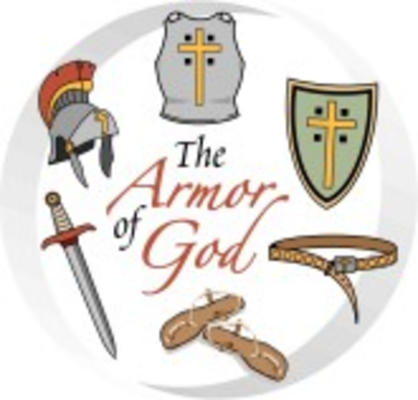 The
Armor
of
God